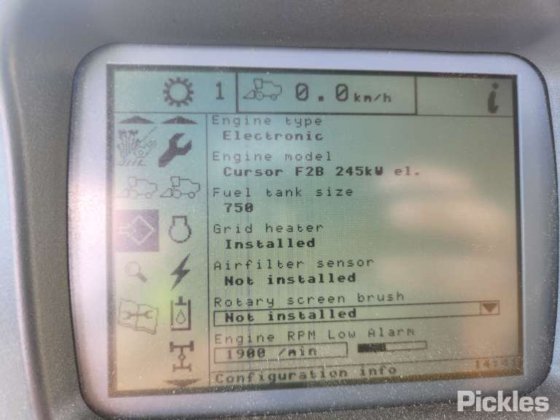 1 0.0 km/h i
Engine type
Electronic
Engine model
Cursor F2B 245kW el.
Fuel tank size
750
Grid heater
Installed
Airfilter sensor
Not installed
Rotary screen brush
Not installed
Engine RPM Low Alarm
1900 /min
14:41
Configuration info
Pickles